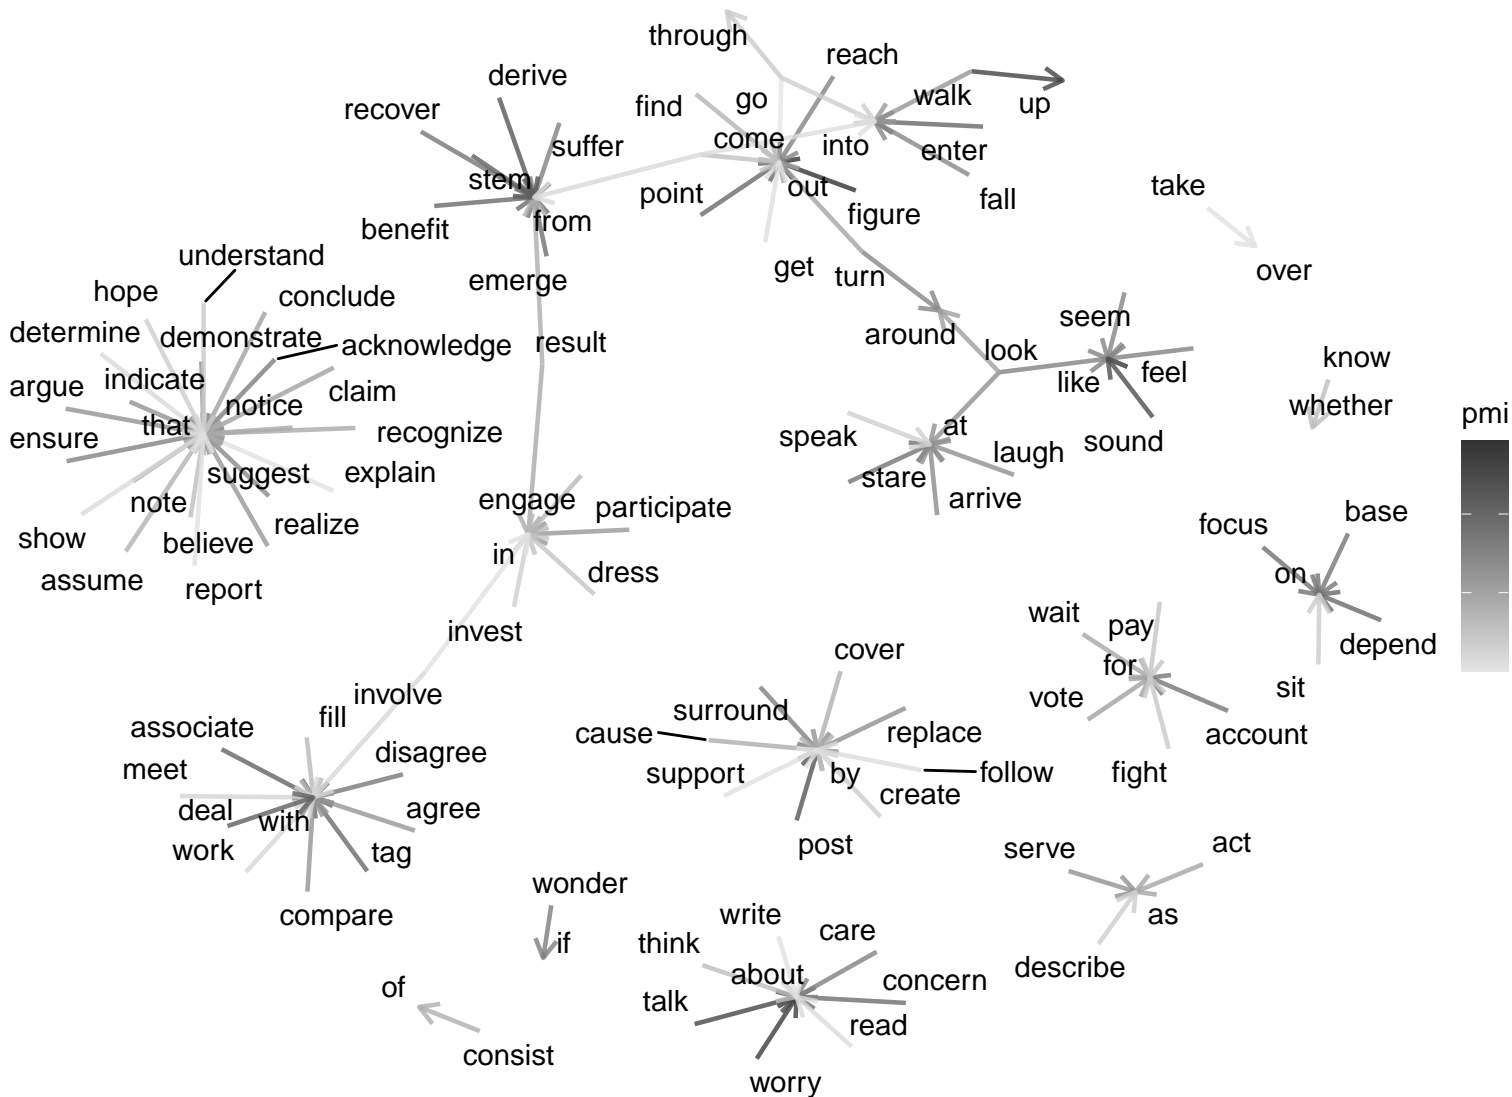 through
reach
derive
walk
find
go
recover
up
come
into
suffer
enter
stem
take
point
out
fall
figure
from
benefit
understand
get
turn
over
emerge
hope
conclude
seem
determine
demonstrate
around
acknowledge
result
look
know
indicate
like
feel
argue
claim
notice
whether
pmi
that
at
ensure
recognize
speak
sound
laugh
suggest
explain
stare
note
engage
arrive
participate
base
realize
focus
show
believe
in
assume
dress
on
report
wait
pay
invest
cover
depend
for
involve
sit
fill
vote
associate
surround
cause
replace
account
disagree
meet
support
by
follow
fight
deal
create
agree
with
work
tag
post
serve
act
wonder
compare
write
care
as
think
if
about
describe
of
concern
talk
read
consist
worry